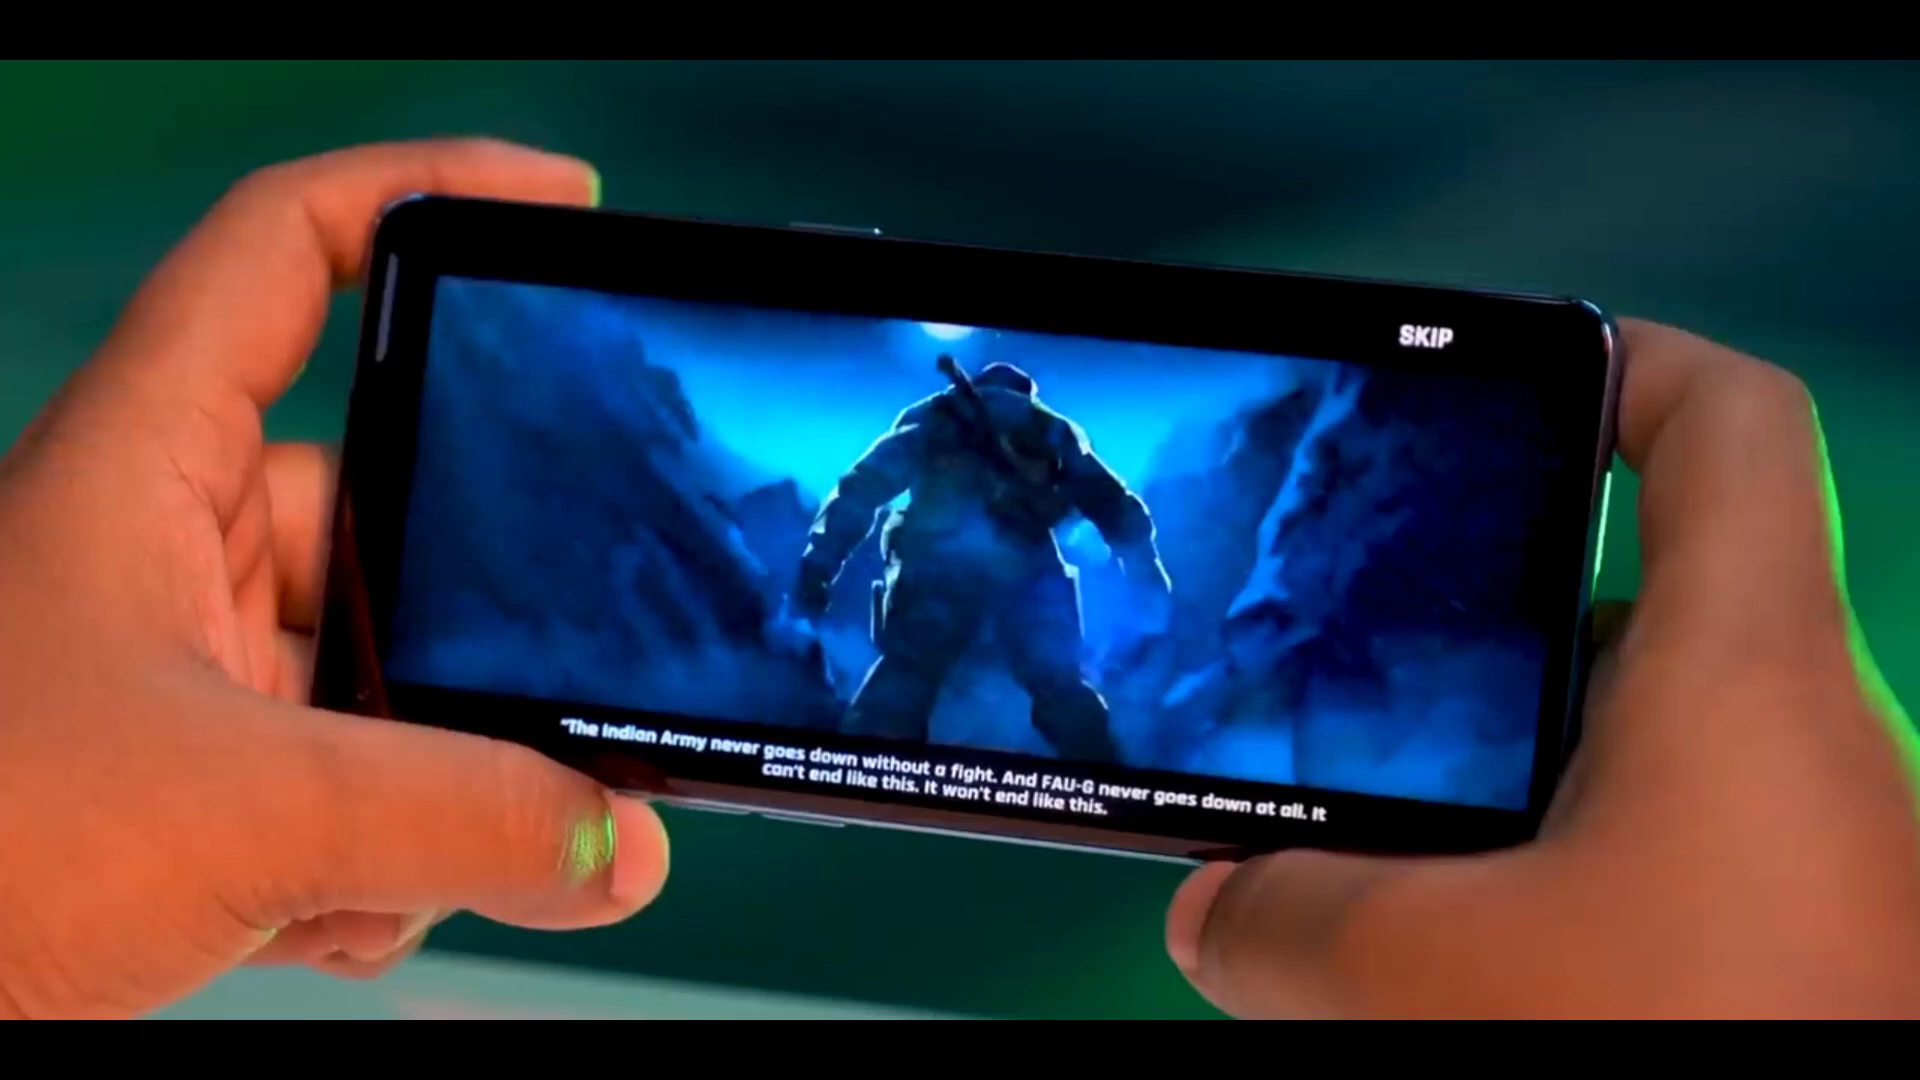 SKIP
"The Indian Army never goes down without a fight. And FAU-G never goes down at all. It
can't end like this. It won't end like this.